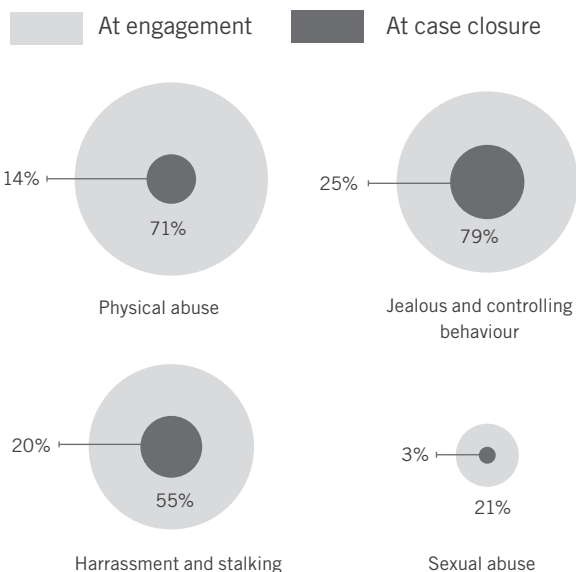 At engagement
At case closure
14%
71%
Physical abuse
25%
79%
Jealous and controlling
behaviour
20%
55%
Harrassment and stalking
3%
21%
Sexual abuse